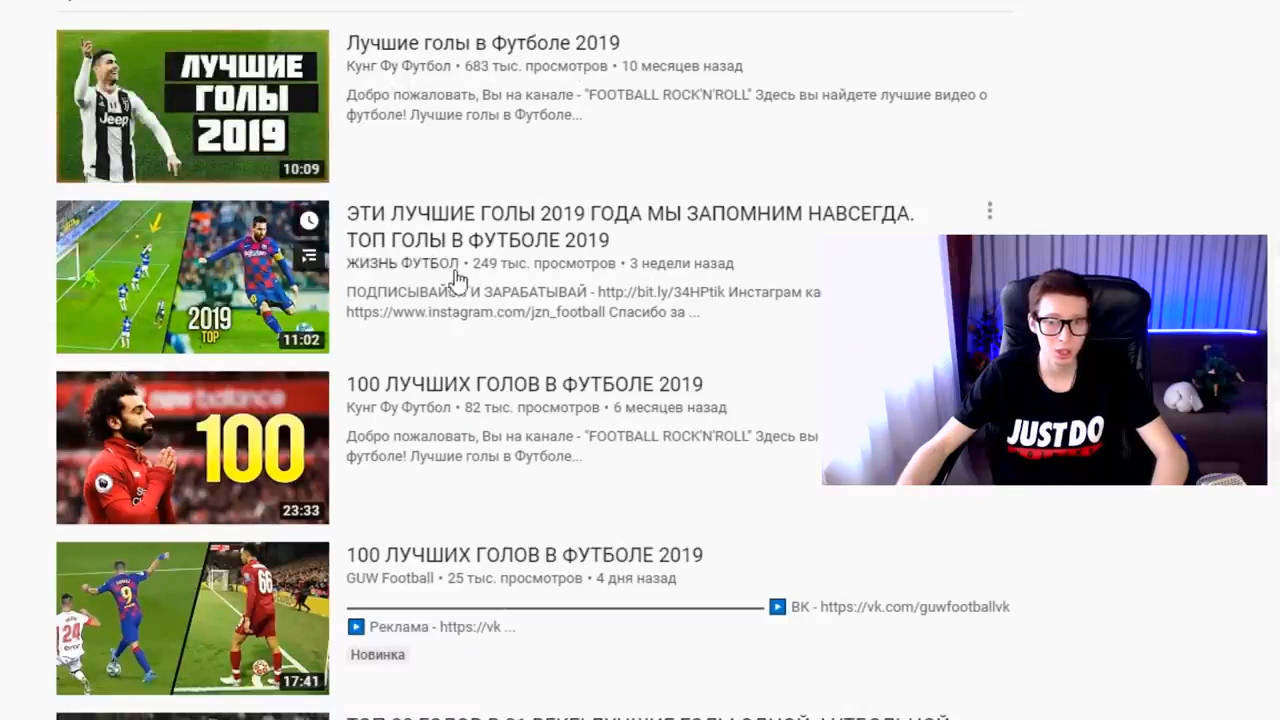 ЛУЧШИЕ
ГОЛЫ
2019
Jeep
10:09
Лучшие голы в Футболе 2019
Кунг Фу Футбол • 683 тыс. просмотров • 10 месяцев назад
Добро пожаловать, Вы на канале - "FOOTBALL ROCK'N'ROLL" Здесь вы найдете лучшие видео о
футболе! Лучшие голы в Футболе...
2019
TOP
11:02
ЭТИ ЛУЧШИЕ ГОЛЫ 2019 ГОДА МЫ ЗАПОМНИМ НАВСЕГДА.
ТОП ГОЛЫ В ФУТБОЛЕ 2019
ЖИЗНЬ ФУТБОЛ • 249 тыс. просмотров • 3 недели назад
И ЗАРАБАТЫВАЙ - http://bit.ly/34HPtik Инстаграм ка
https://www.instagram.com/jzn_football Спасибо за ...
JUST DO
100
23:33
100 ЛУЧШИХ ГОЛОВ В ФУТБОЛЕ 2019
Кунг Фу Футбол • 82 тыс. просмотров • 6 месяцев назад
Добро пожаловать, Вы на канале - "FOOTBALL ROCK'N'ROLL" Здесь вы
футболе! Лучшие голы в Футболе...
9
66
24
17:41
100 ЛУЧШИХ ГОЛОВ В ФУТБОЛЕ 2019
GUW Football • 25 тыс. просмотров • 4 дня назад
ВК - https://vk.com/guwfootballvk
Реклама - https://vk ...
Новинка